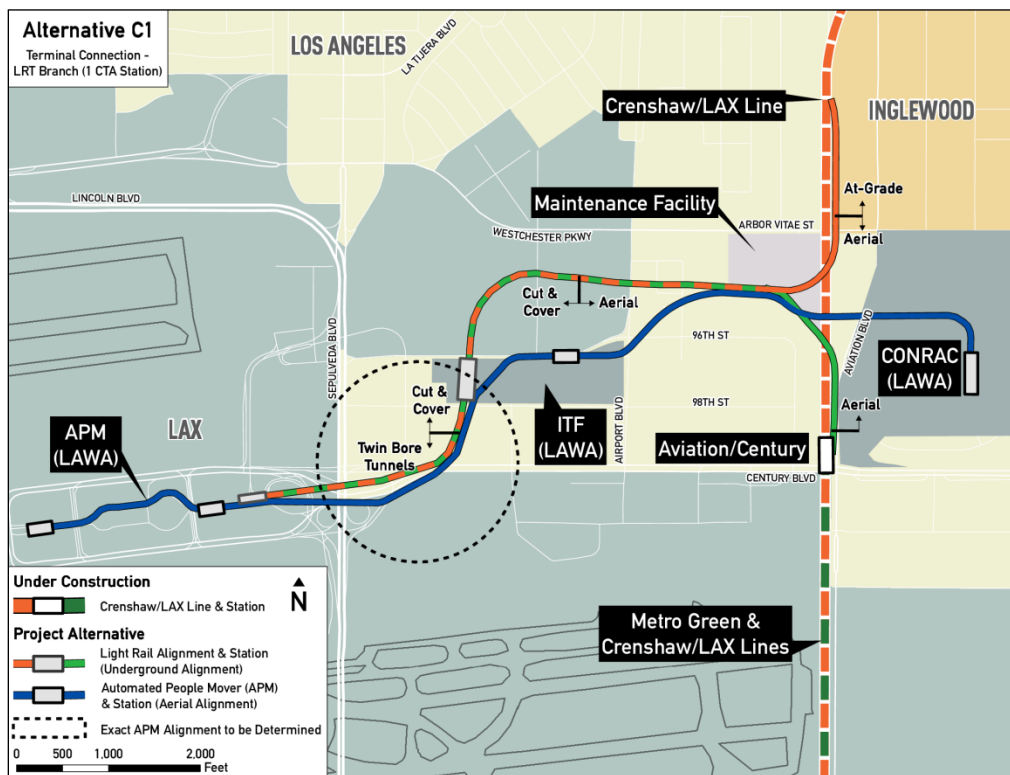 Alternative C1
Terminal Connection -
LRT Branch (1 CTA Station)
LOS ANGELES
LA TIJERA BLVD
Crenshaw/LAX Line
INGLEWOOD
LINCOLN BLVD
Maintenance Facility
At-Grade
ARBOR VITAE ST
WESTCHESTER PKWY
Aerial
Cut &
Cover
Aerial
SEPULVEDA BLVD
96TH ST
AVIATION BLVD
CONRAC
(LAWA)
Cut &
Cover
98TH ST
ITF
(LAWA)
AIRPORT BLVD
Aerial
APM
(LAWA)
LAX
Twin Bore
Tunnels
Aviation/Century
CENTURY BLVD
Under Construction
Crenshaw/LAX Line & Station
N
Project Alternative
Light Rail Alignment & Station
(Underground Alignment)
Automated People Mover (APM)
& Station (Aerial Alignment)
Exact APM Alignment to be Determined
0 500 1,000 2,000
Feet
Metro Green &
Crenshaw/LAX Lines